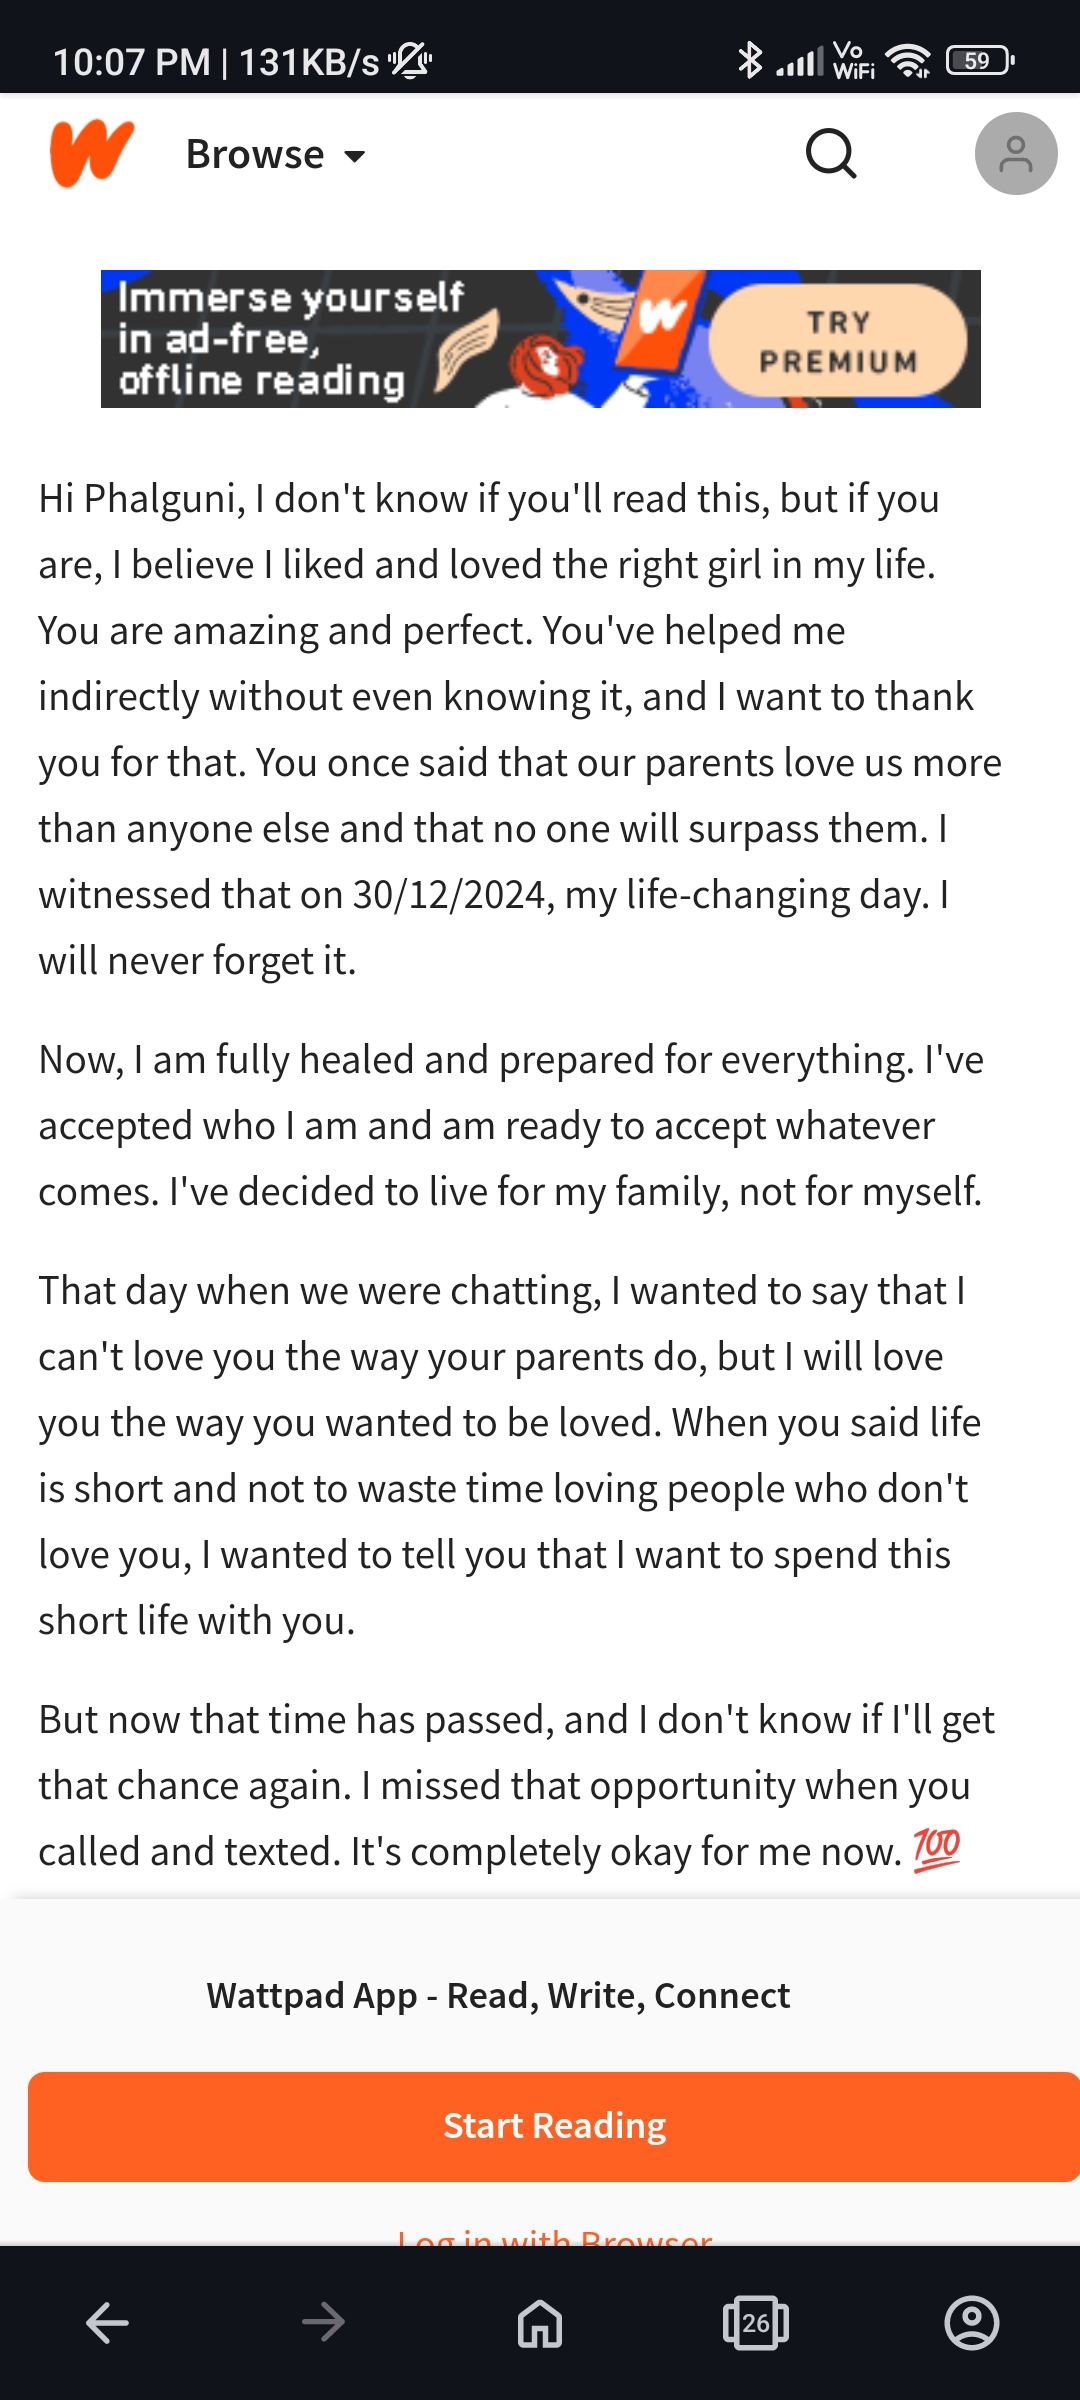 10:07 PM | 131KB/s
Vo
WiFi
59
Browse
Immerse yourself
in ad-free,
offline reading
TRY
PREMIUM
Hi Phalguni, I don't know if you'll read this, but if you
are, I believe I liked and loved the right girl in my life.
You are amazing and perfect. You've helped me
indirectly without even knowing it, and I want to thank
you for that. You once said that our parents love us more
than anyone else and that no one will surpass them. I
witnessed that on 30/12/2024, my life-changing day. I
will never forget it.
Now, I am fully healed and prepared for everything. I've
accepted who I am and am ready to accept whatever
comes. I've decided to live for my family, not for myself.
That day when we were chatting, I wanted to say that I
can't love you the way your parents do, but I will love
you the way you wanted to be loved. When you said life
is short and not to waste time loving people who don't
love you, I wanted to tell you that I want to spend this
short life with you.
But now that time has passed, and I don't know if I'll get
that chance again. I missed that opportunity when you
called and texted. It's completely okay for me now. 💯
Wattpad App - Read, Write, Connect
Start Reading
Log in with Browser
26